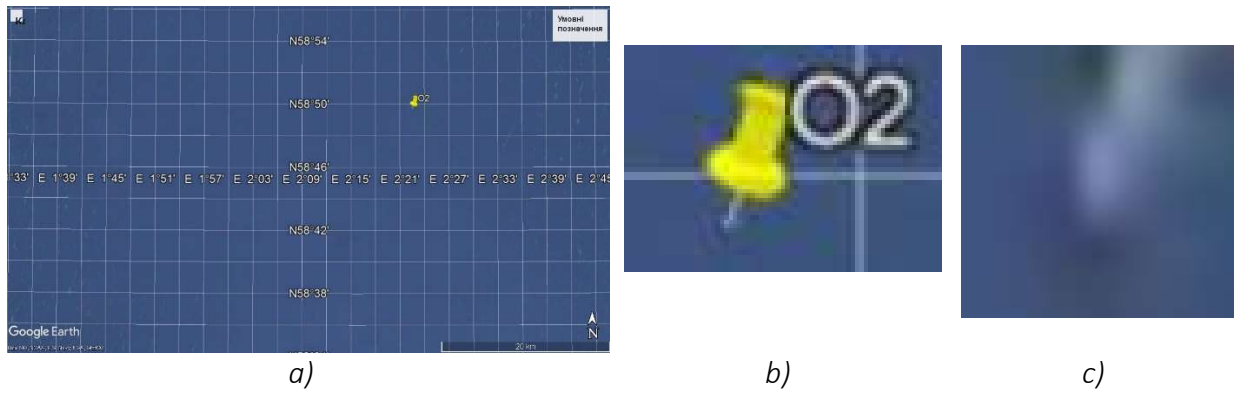 Умовні
позначення
N58°54'
O2
N58°50'
N58°46'
1°33' E 1°39' E 1°45' E 1°51' E 1°57' E 2°03' E 2°09' E 2°15' E 2°21' E 2°27' E 2°33' E 2°39' E 2°45'
N58°42'
N58°38'
Google Earth
N
20 km
O2
a) b) c)